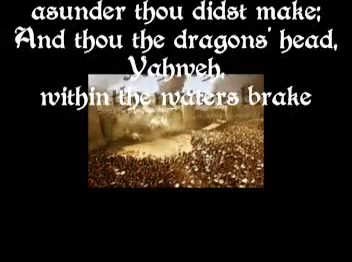 asunder thou didst make;
And thou the dragons' head,
Yahweh,
within the waters brake